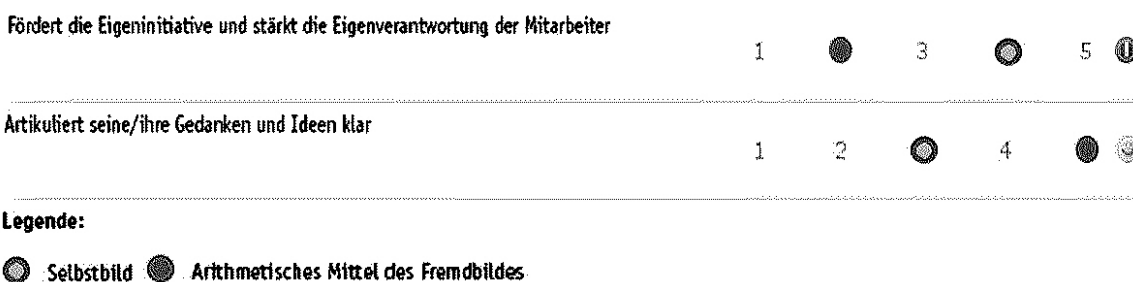 Fördert die Eigeninitiative und stärkt die Eigenverantwortung der Mitarbeiter
1 3 5
Artikuliert seine/ihre Gedanken und Ideen klar
1 2 4
Legende:
Selbstbild Arithmetisches Mittel des Fremdbildes